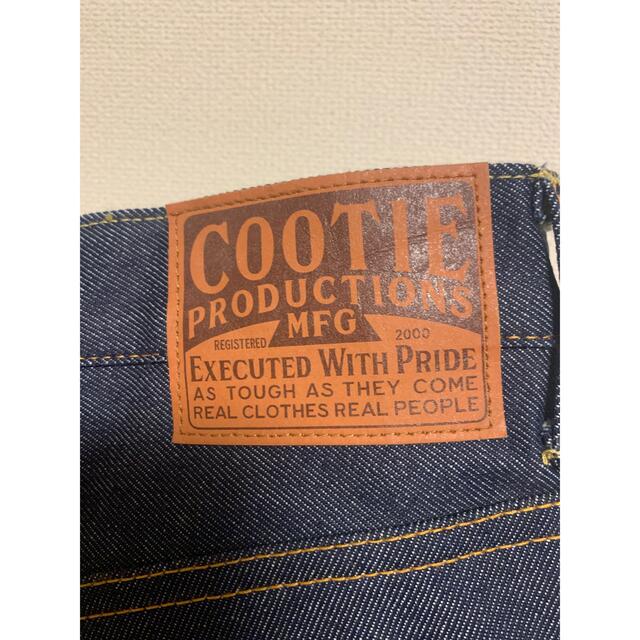 COOTIE
PRODUCTIONS
MFG
REGISTERED 2000
EXECUTED WITH PRIDE
AS TOUGH AS THEY COME
REAL CLOTHES REAL PEOPLE